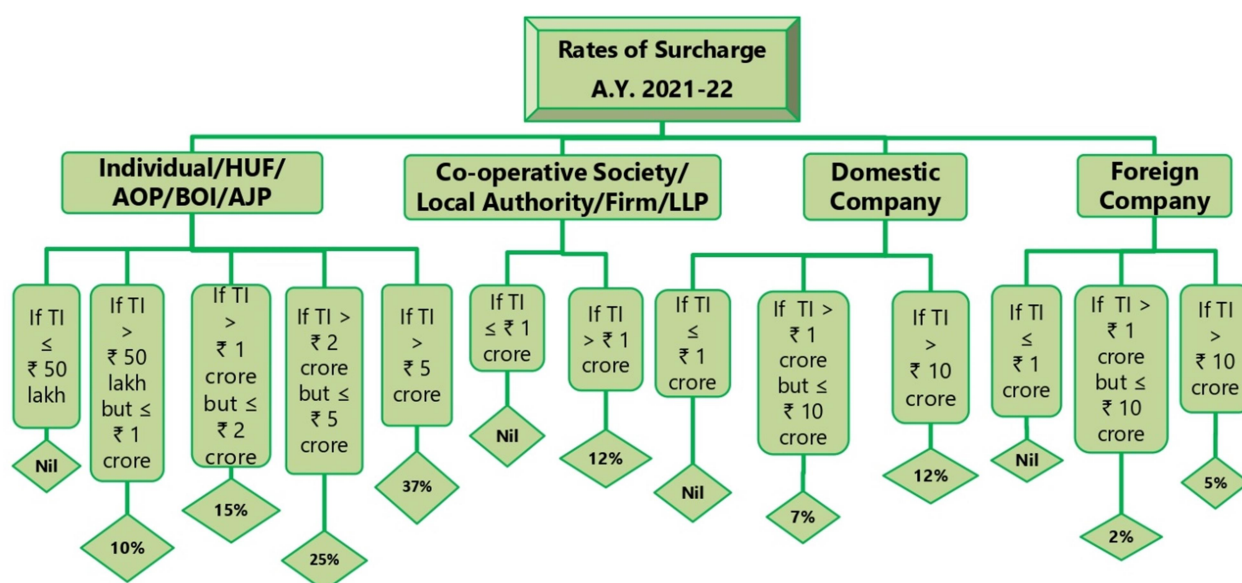 Rates of Surcharge
A.Y. 2021-22
Individual/HUF/
AOP/BOI/AJP
Co-operative Society/
Local Authority/Firm/LLP
Domestic
Company
Foreign
Company
If TI
≤
₹ 50
lakh
Nil
If TI
>
₹ 50
lakh
but ≤
₹ 1
crore
10%
If TI
>
₹ 1
crore
but ≤
₹ 2
crore
15%
If TI >
₹ 2
crore
but ≤
₹ 5
crore
25%
If TI
>
₹ 5
crore
37%
If TI
≤ ₹ 1
crore
Nil
If TI
> ₹ 1
crore
12%
If TI
≤
₹ 1
crore
Nil
If TI >
₹ 1
crore
but ≤
₹ 10
crore
7%
If TI
>
₹ 10
crore
12%
If TI
≤
₹ 1
crore
Nil
If TI >
₹ 1
crore
but ≤
₹ 10
crore
2%
If TI
>
₹ 10
crore
5%